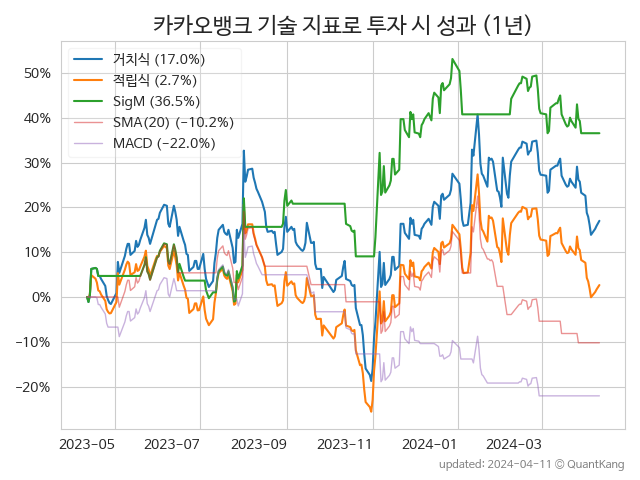 카카오뱅크 기술 지표로 투자 시 성과 (1년)
거치식 (17.0%)
적립식 (2.7%)
SigM (36.5%)
SMA(20) (−10.2%)
MACD (−22.0%)
50%
40%
30%
20%
10%
0%
−10%
−20%
2023-05 2023-07 2023-09 2023-11 2024-01 2024-03
updated: 2024-04-11 © QuantKang